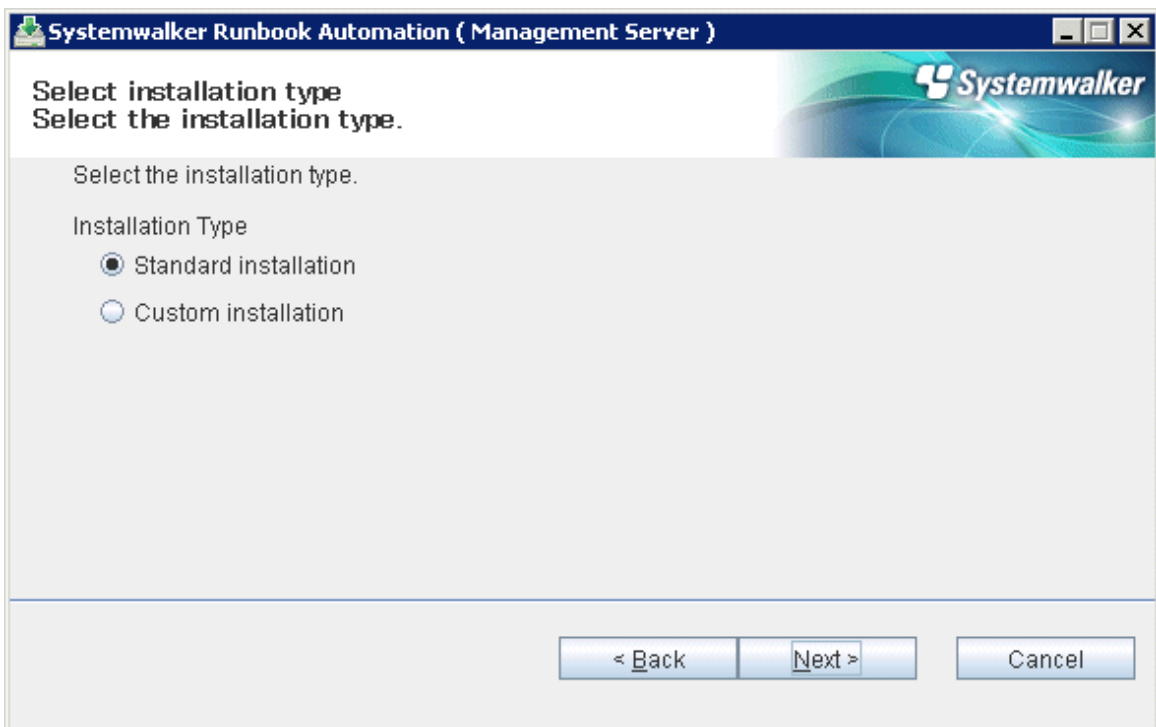 Systemwalker Runbook Automation ( Management Server )
Select installation type
Select the installation type.
Systemwalker
Select the installation type.
Installation Type
Standard installation
Custom installation
< Back
Next >
Cancel